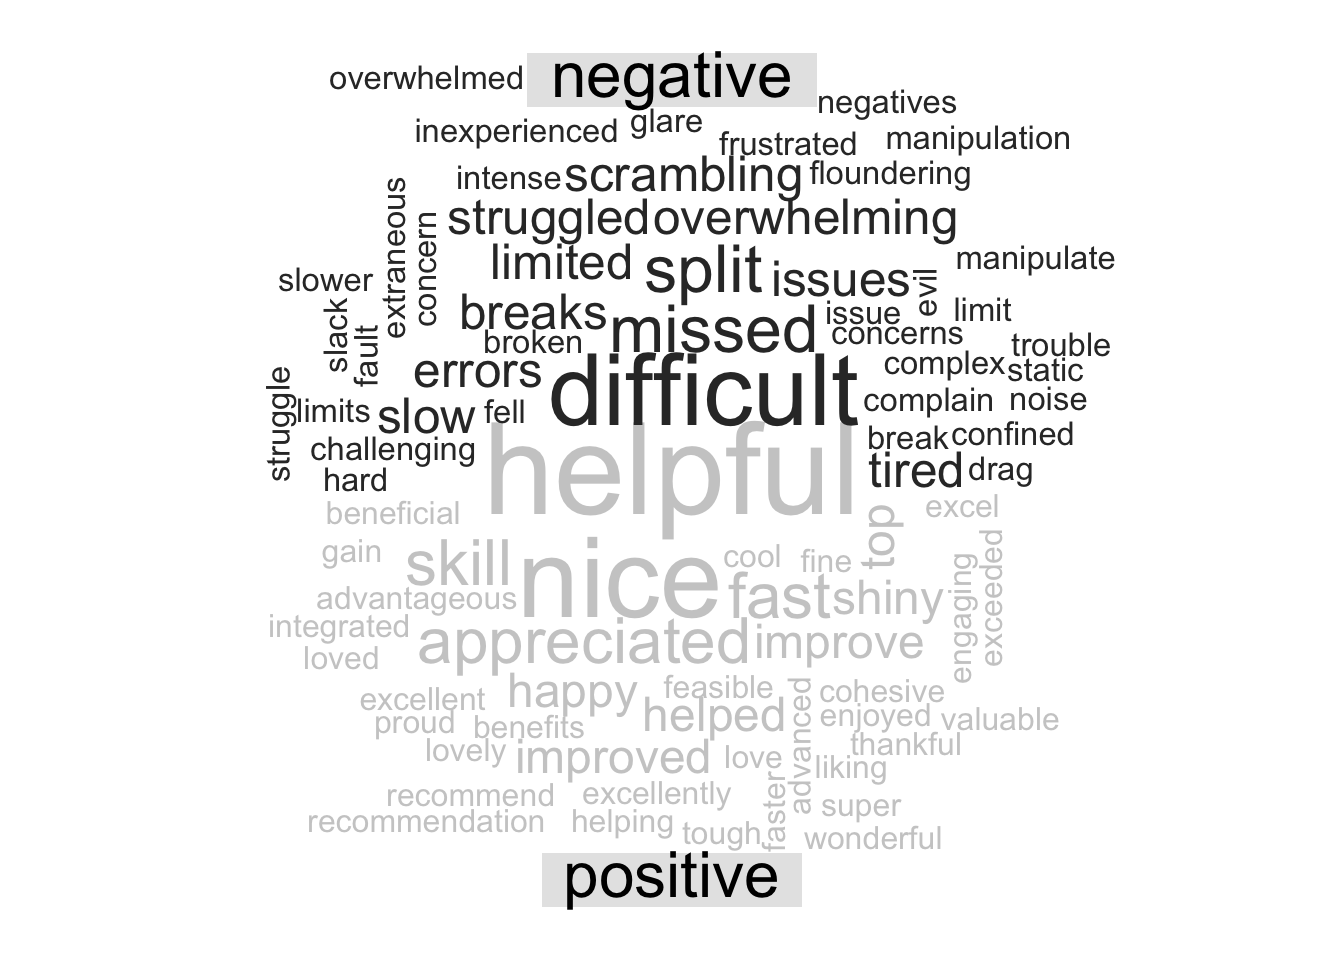 negative
overwhelmed
negatives
inexperienced glare
frustrated manipulation
intense scrambling floundering
extraneous
concern
struggled overwhelming
limited split issues
evil
manipulate
slower
slack
fault
breaks missed issue limit
broken concerns
trouble
errors difficult complex static
struggle
limits slow fell complain noise
challenging break confined
hard tired drag
helpful
beneficial top excel
gain skill nice cool fine
engaging
exceeded
advantageous fast shiny
integrated appreciated improve
loved
excellent happy feasible cohesive
advanced
proud benefits helped enjoyed valuable
lovely improved love thankful
liking
faster
recommend excellently super
recommendation helping tough wonderful
positive